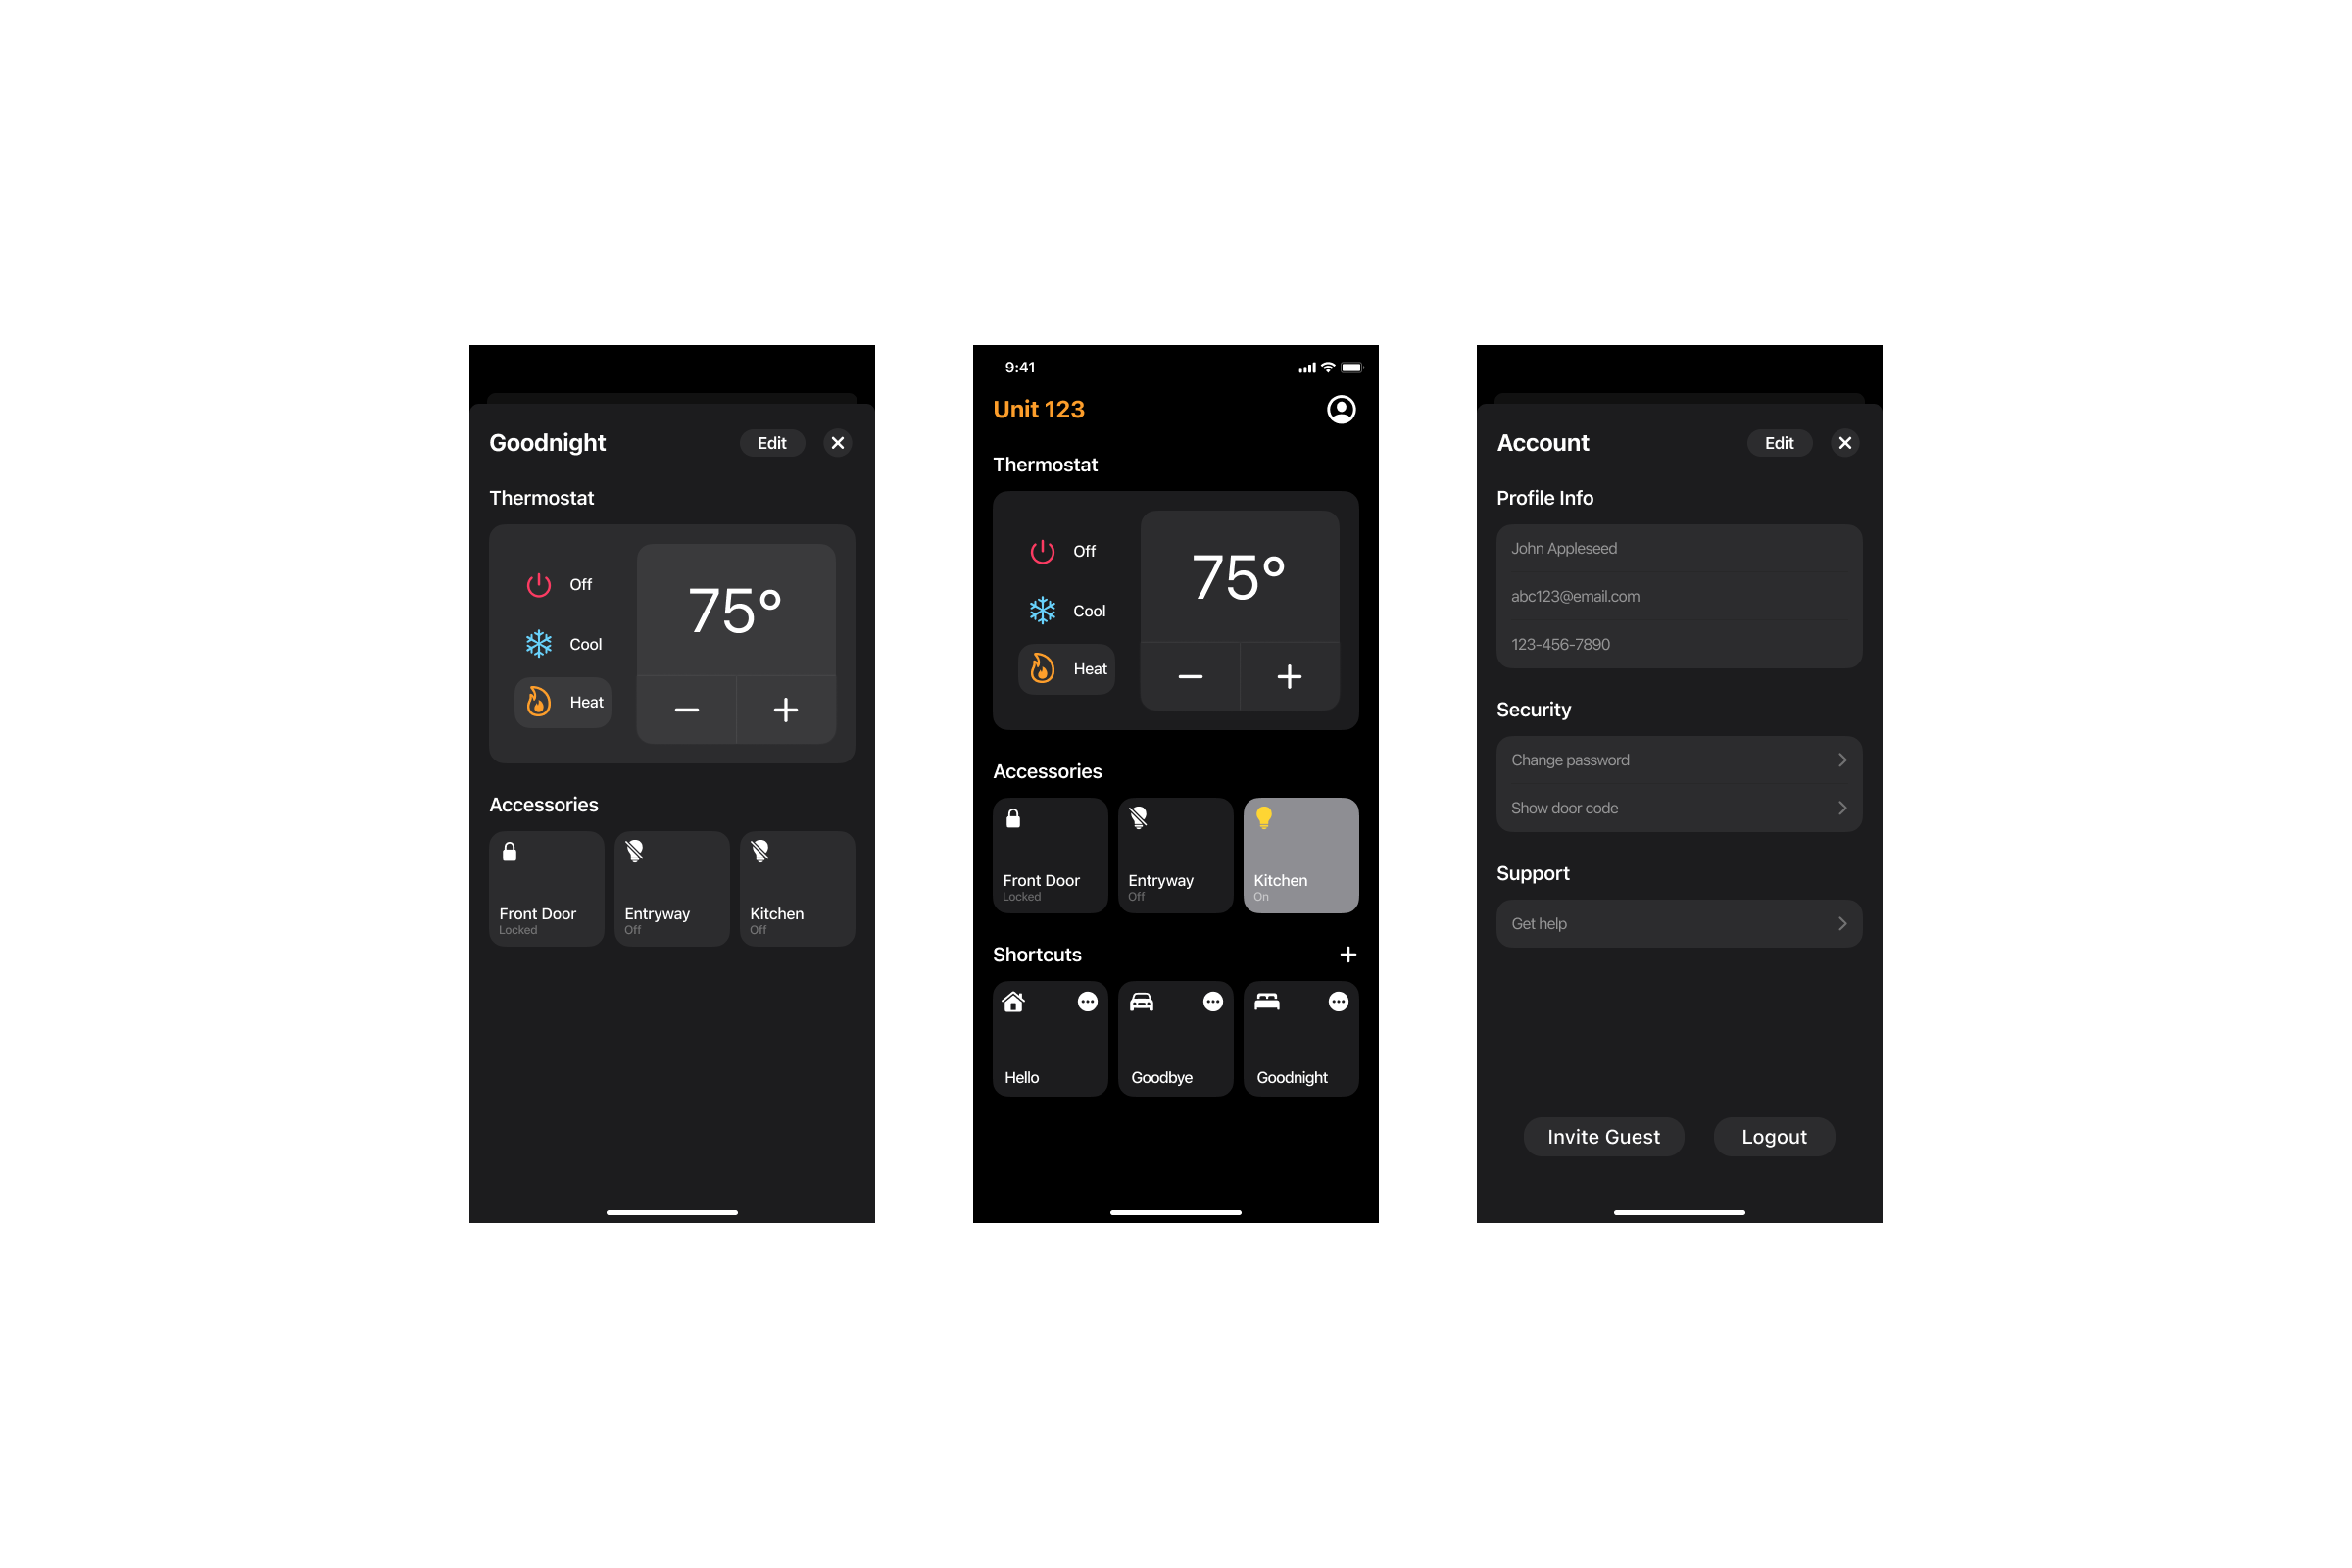 Goodnight
Edit
Thermostat
Off
75°
Cool
Heat
Accessories
Front Door
Locked
Entryway
Off
Kitchen
Off
9:41
Unit 123
Thermostat
Off
75°
Cool
Heat
Accessories
Front Door
Locked
Entryway
Off
Kitchen
On
Shortcuts
Hello
Goodbye
Goodnight
Account
Edit
Profile Info
John Appleseed
abc123@email.com
123-456-7890
Security
Change password
Show door code
Support
Get help
Invite Guest
Logout